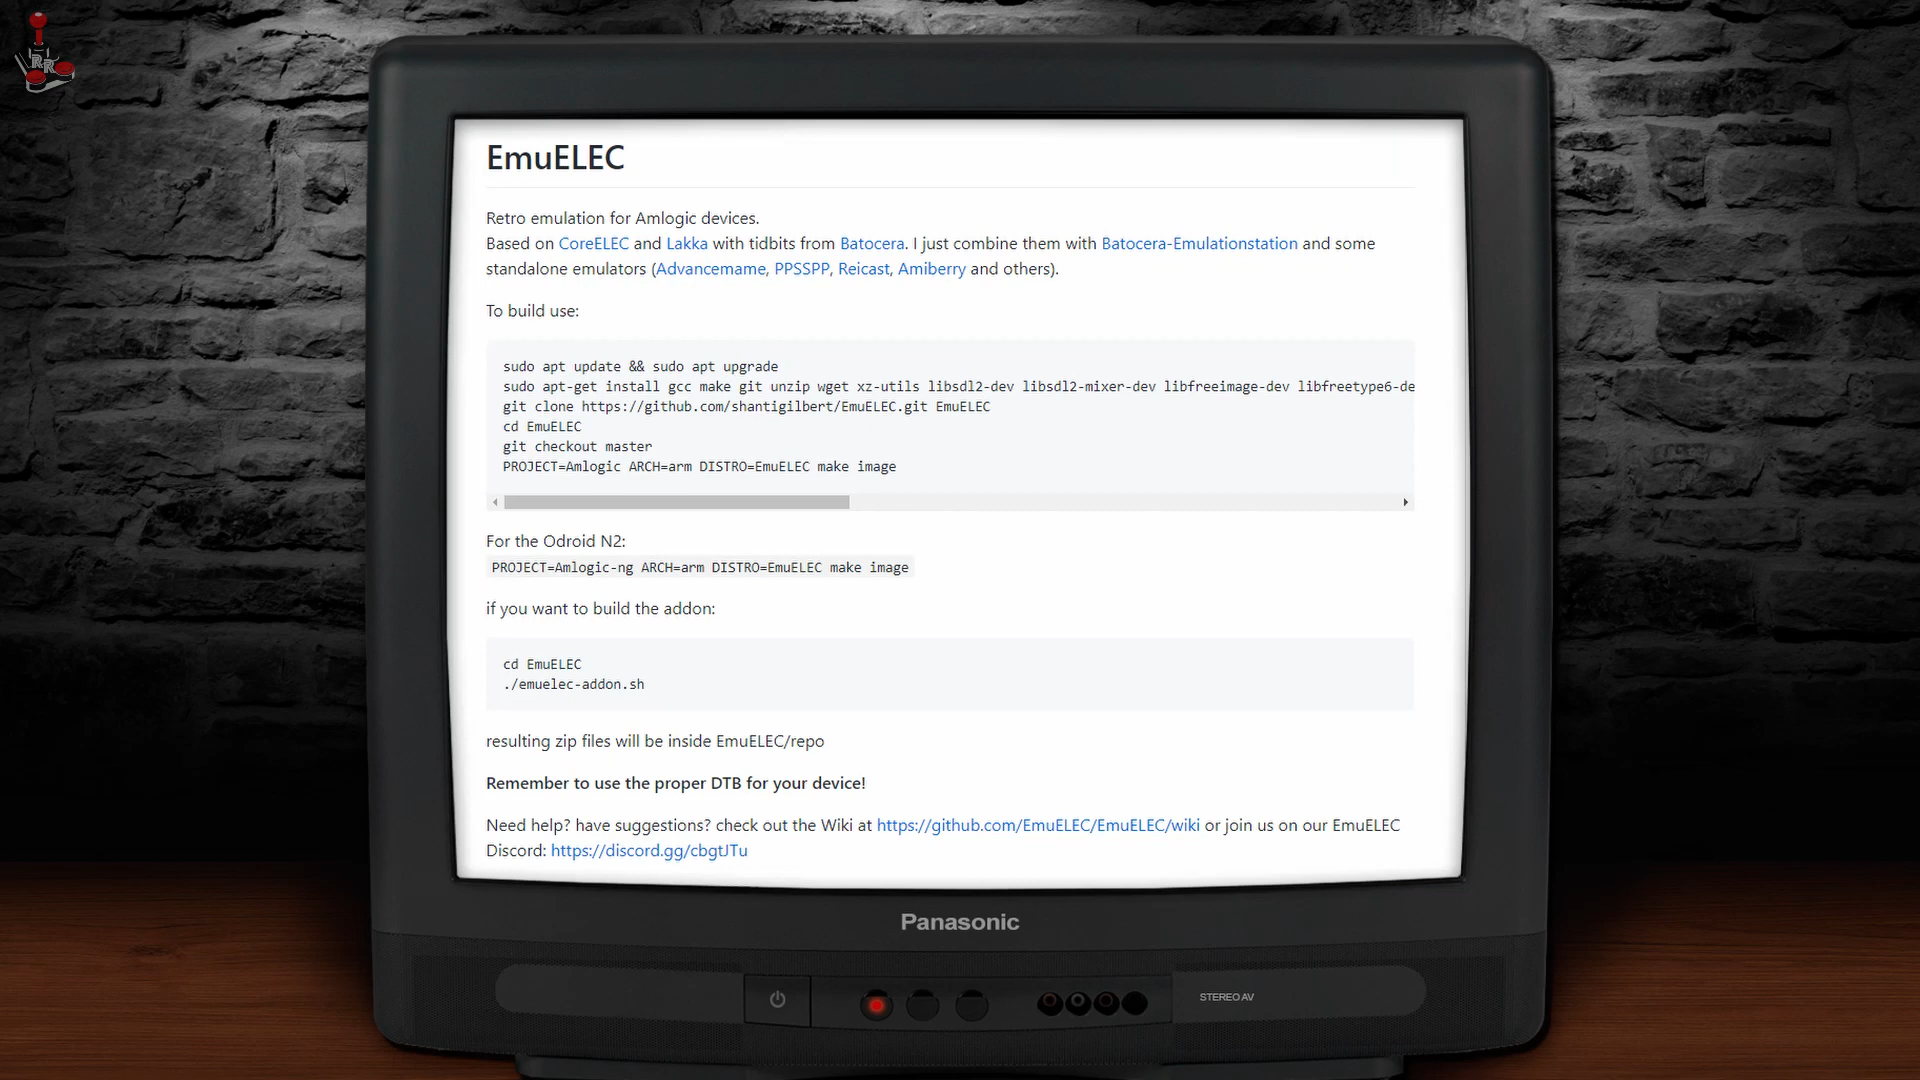 RR
EmuELEC
Retro emulation for Amlogic devices.
Based on CoreELEC and Lakka with tidbits from Batocera. I just combine them with Batocera-Emulationstation and some
standalone emulators (Advancemame, PPSSPP, Reicast, Amiberry and others).
To build use:
sudo apt update && sudo apt upgrade
sudo apt-get install gcc make git unzip wget xz-utils libsdl2-dev libsdl2-mixer-dev libfreeimage-dev libfreetype6-de
git clone https://github.com/shantigilbert/EmuELEC.git EmuELEC
cd EmuELEC
git checkout master
PROJECT=Amlogic ARCH=arm DISTRO=EmuELEC make image
For the Odroid N2:
PROJECT=Amlogic-ng ARCH=arm DISTRO=EmuELEC make image
if you want to build the addon:
cd EmuELEC
./emuelec-addon.sh
resulting zip files will be inside EmuELEC/repo
Remember to use the proper DTB for your device!
Need help? have suggestions? check out the Wiki at https://github.com/EmuELEC/EmuELEC/wiki or join us on our EmuELEC
Discord: https://discord.gg/cbgtJTu
Panasonic
STEREO AV